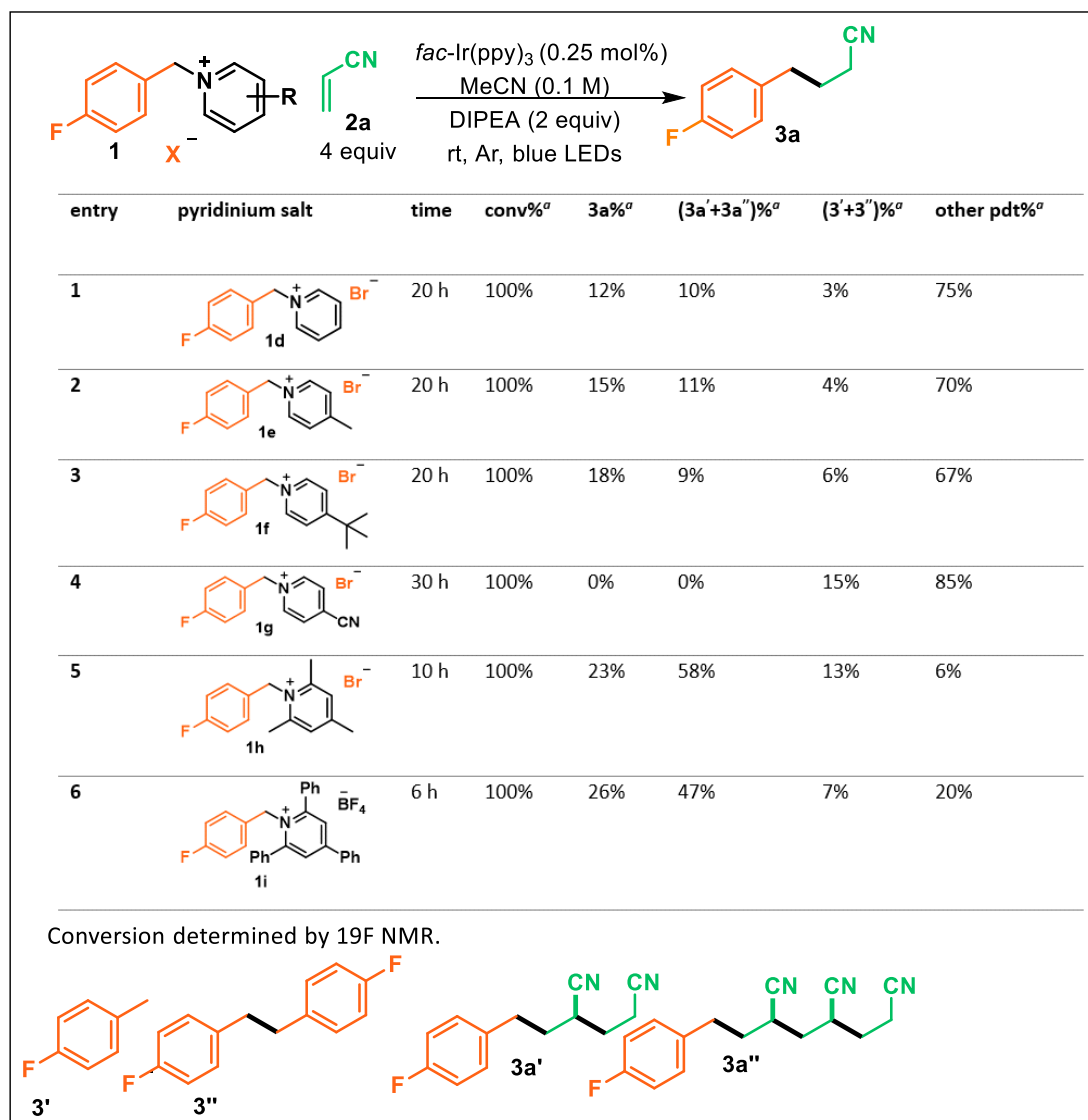 F
N
+
R
1
X⁻
CN
2a
4 equiv
fac-Ir(ppy)3 (0.25 mol%)
MeCN (0.1 M)
DIPEA (2 equiv)
rt, Ar, blue LEDs
CN
F
3a
entry pyridinium salt time conv%ᵃ 3a%ᵃ (3a'+3a'')%ᵃ (3'+3'')%ᵃ other pdt%ᵃ
1 F N + Br⁻ 1d 20 h 100% 12% 10% 3% 75%
2 F N + Br⁻ 1e 20 h 100% 15% 11% 4% 70%
3 F N + Br⁻ 1f 20 h 100% 18% 9% 6% 67%
4 F N + Br⁻ CN 1g 30 h 100% 0% 0% 15% 85%
5 F N + Br⁻ 1h 10 h 100% 23% 58% 13% 6%
6 F N + Ph Ph Ph BF4⁻ 1i 6 h 100% 26% 47% 7% 20%
Conversion determined by 19F NMR.
F
3'
F F
3''
CN CN
F
3a'
CN CN CN
F
3a''